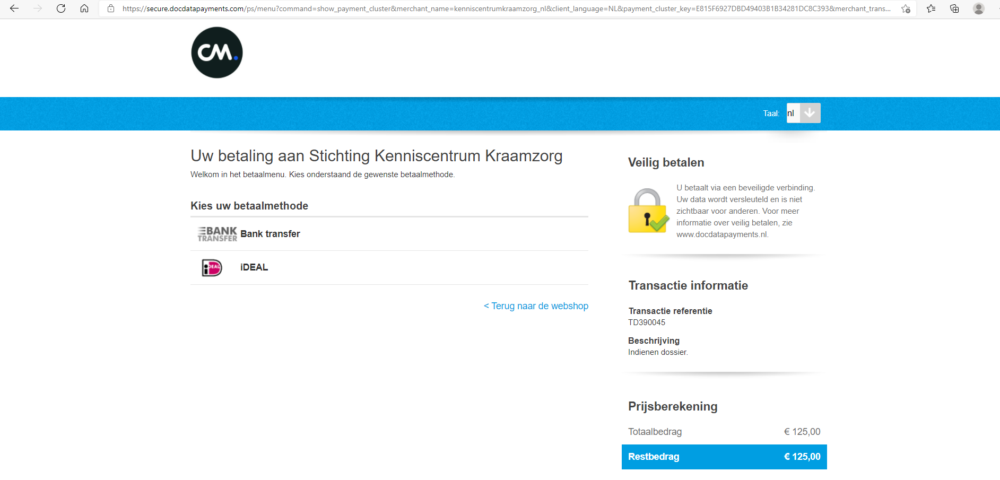 https://secure.docdatapayments.com/ps/menu?command=show_payment_cluster&merchant_name=kenniscentrumkraamzorg_nl&client_language=NL&payment_cluster_key=E815F6927DBD49403B1B34281DC8C393&merchant_trans...
CM.
Taal: nl
Uw betaling aan Stichting Kenniscentrum Kraamzorg
Welkom in het betaalmenu. Kies onderstaand de gewenste betaalmethode.
Kies uw betaalmethode
BANK TRANSFER Bank transfer
iDEAL iDEAL
< Terug naar de webshop
Veilig betalen
U betaalt via een beveiligde verbinding.
Uw data wordt versleuteld en is niet
zichtbaar voor anderen. Voor meer
informatie over veilig betalen, zie
www.docdatapayments.nl.
Transactie informatie
Transactie referentie
TD390045
Beschrijving
Indienen dossier.
Prijsberekening
Totaalbedrag € 125,00
Restbedrag € 125,00